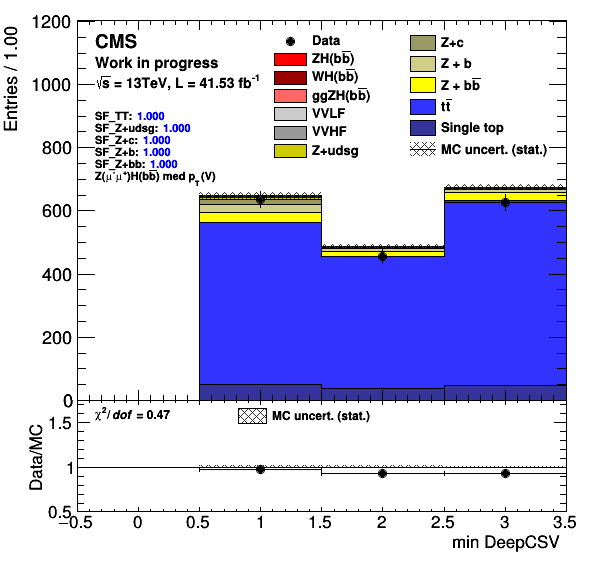 CMS
Work in progress
√s = 13TeV, L = 41.53 fb⁻¹
SF_TT: 1.000
SF_Z+udsg: 1.000
SF_Z+c: 1.000
SF_Z+b: 1.000
SF_Z+bb: 1.000
Z(μ⁻μ⁺)H(bb̅) med p_T(V)
Data
ZH(bb̅)
WH(bb̅)
ggZH(bb̅)
VVLF
VVHF
Z+udsg
Z+c
Z + b
Z + bb̅
tt̅
Single top
MC uncert. (stat.)
Entries / 1.00
1200
1000
800
600
400
200
0
χ²/dof = 0.47
MC uncert. (stat.)
Data/MC
1.5
1
0.5
−0.5 0 0.5 1 1.5 2 2.5 3 3.5
min DeepCSV